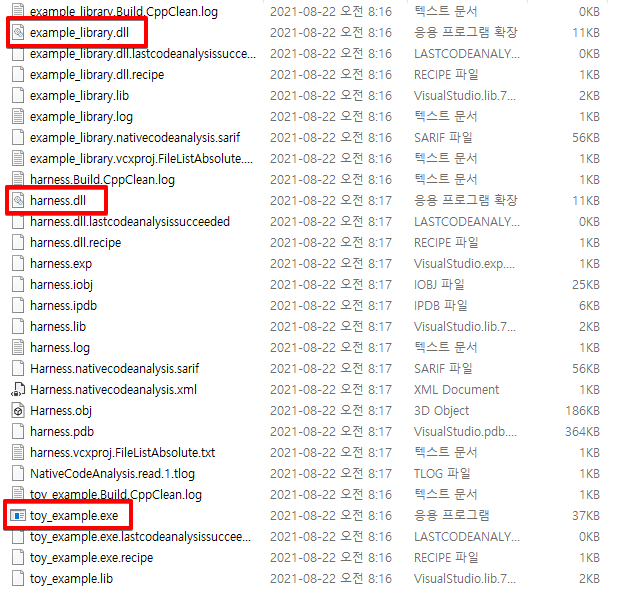 example_library.Build.CppClean.log 2021-08-22 오전 8:16 텍스트 문서 0KB
example_library.dll 2021-08-22 오전 8:16 응용 프로그램 확장 11KB
example_library.dll.lastcodeanalysissucce... 2021-08-22 오전 8:16 LASTCODEANALY... 0KB
example_library.dll.recipe 2021-08-22 오전 8:16 RECIPE 파일 1KB
example_library.lib 2021-08-22 오전 8:16 VisualStudio.lib.7... 2KB
example_library.log 2021-08-22 오전 8:16 텍스트 문서 1KB
example_library.nativecodeanalysis.sarif 2021-08-22 오전 8:16 SARIF 파일 56KB
example_library.vcxproj.FileListAbsolute.... 2021-08-22 오전 8:16 텍스트 문서 1KB
harness.Build.CppClean.log 2021-08-22 오전 8:16 텍스트 문서 1KB
harness.dll 2021-08-22 오전 8:17 응용 프로그램 확장 11KB
harness.dll.lastcodeanalysissucceeded 2021-08-22 오전 8:17 LASTCODEANALY... 0KB
harness.dll.recipe 2021-08-22 오전 8:17 RECIPE 파일 1KB
harness.exp 2021-08-22 오전 8:17 VisualStudio.exp.... 1KB
harness.iobj 2021-08-22 오전 8:17 IOBJ 파일 25KB
harness.ipdb 2021-08-22 오전 8:17 IPDB 파일 6KB
harness.lib 2021-08-22 오전 8:17 VisualStudio.lib.7... 2KB
harness.log 2021-08-22 오전 8:17 텍스트 문서 1KB
Harness.nativecodeanalysis.sarif 2021-08-22 오전 8:17 SARIF 파일 56KB
Harness.nativecodeanalysis.xml 2021-08-22 오전 8:17 XML Document 1KB
Harness.obj 2021-08-22 오전 8:17 3D Object 186KB
harness.pdb 2021-08-22 오전 8:17 VisualStudio.pdb.... 364KB
harness.vcxproj.FileListAbsolute.txt 2021-08-22 오전 8:17 텍스트 문서 1KB
NativeCodeAnalysis.read.1.tlog 2021-08-22 오전 8:17 TLOG 파일 1KB
toy_example.Build.CppClean.log 2021-08-22 오전 8:16 텍스트 문서 1KB
toy_example.exe 2021-08-22 오전 8:16 응용 프로그램 37KB
toy_example.exe.lastcodeanalysissuccee... 2021-08-22 오전 8:16 LASTCODEANALY... 0KB
toy_example.exe.recipe 2021-08-22 오전 8:16 RECIPE 파일 1KB
toy_example.lib 2021-08-22 오전 8:16 VisualStudio.lib.7... 2KB